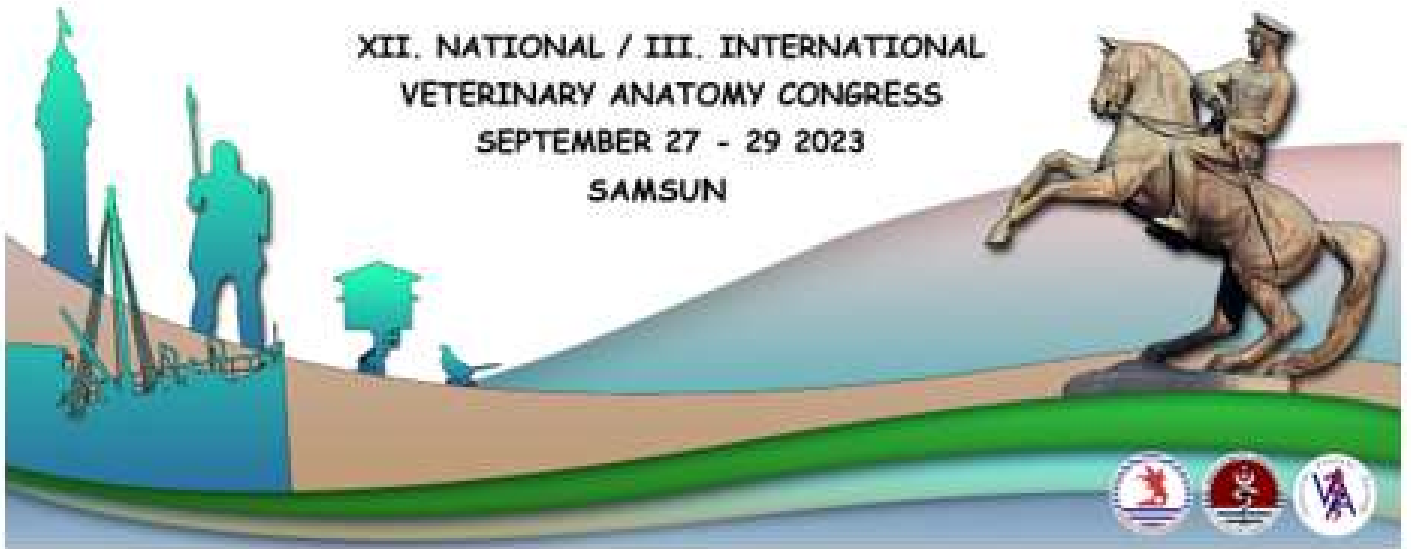 XII. NATIONAL / III. INTERNATIONAL
VETERINARY ANATOMY CONGRESS
SEPTEMBER 27 - 29 2023
SAMSUN